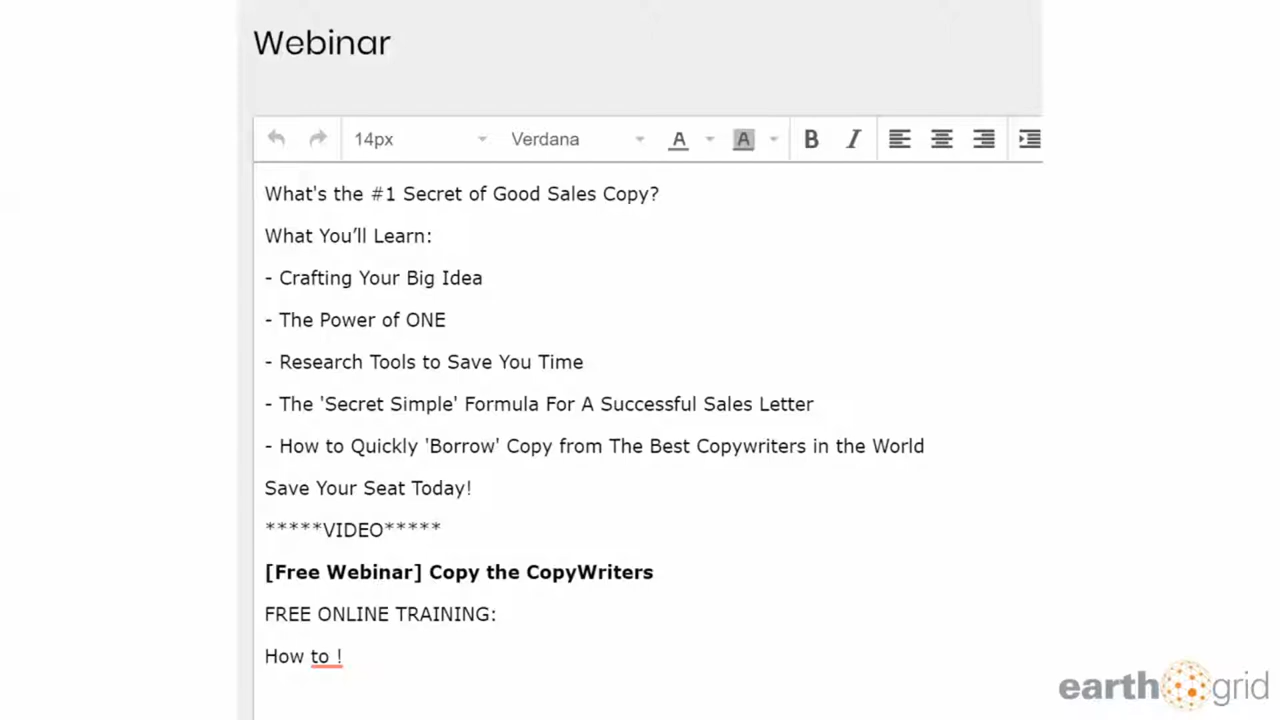 Webinar
14px Verdana A A B I
What's the #1 Secret of Good Sales Copy?
What You’ll Learn:
- Crafting Your Big Idea
- The Power of ONE
- Research Tools to Save You Time
- The 'Secret Simple' Formula For A Successful Sales Letter
- How to Quickly 'Borrow' Copy from The Best Copywriters in the World
Save Your Seat Today!
*****VIDEO*****
[Free Webinar] Copy the CopyWriters
FREE ONLINE TRAINING:
How to !
earth grid